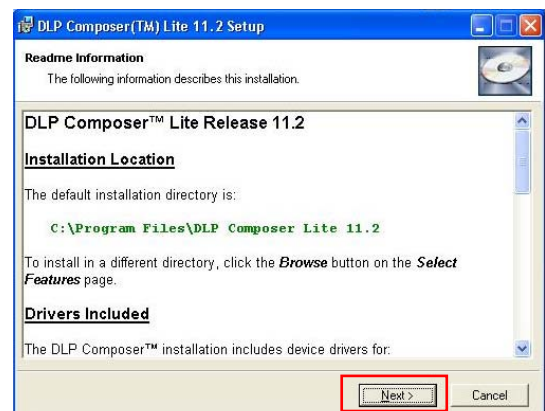 DLP Composer(TM) Lite 11.2 Setup
Readme Information
The following information describes this installation.
DLP Composer™ Lite Release 11.2
Installation Location
The default installation directory is:
C:\Program Files\DLP Composer Lite 11.2
To install in a different directory, click the Browse button on the Select
Features page.
Drivers Included
The DLP Composer™ installation includes device drivers for:
Next >
Cancel